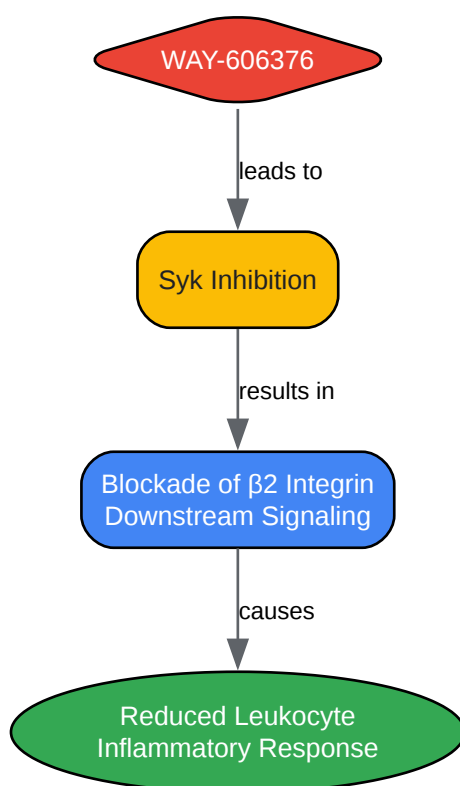 WAY-606376
leads to
Syk Inhibition
results in
Blockade of β2 Integrin
Downstream Signaling
causes
Reduced Leukocyte
Inflammatory Response